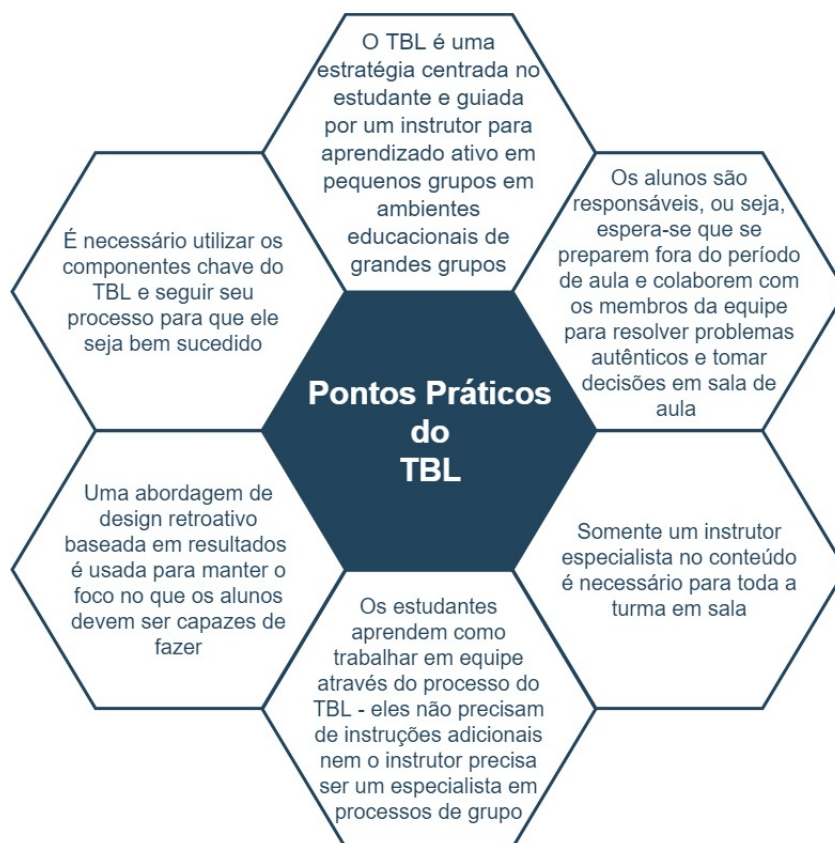 O TBL é uma
estratégia centrada no
estudante e guiada
por um instrutor para
aprendizado ativo em
pequenos grupos em
ambientes
educacionais de
grandes grupos
Os alunos são
responsáveis, ou seja,
espera-se que se
preparem fora do período
de aula e colaborem com
os membros da equipe
para resolver problemas
autênticos e tomar
decisões em sala de
aula
É necessário utilizar os
componentes chave do
TBL e seguir seu
processo para que ele
seja bem sucedido
Pontos Práticos
do
TBL
Uma abordagem de
design retroativo
baseada em resultados
é usada para manter o
foco no que os alunos
devem ser capazes de
fazer
Somente um instrutor
especialista no conteúdo
é necessário para toda a
turma em sala
Os estudantes
aprendem como
trabalhar em equipe
através do processo do
TBL - eles não precisam
de instruções adicionais
nem o instrutor precisa
ser um especialista em
processos de grupo